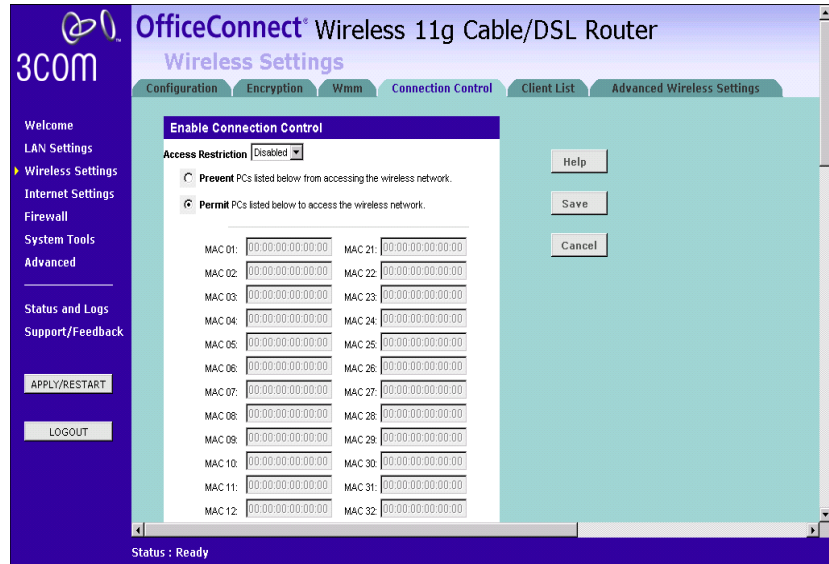 3COM
OfficeConnect® Wireless 11g Cable/DSL Router
Wireless Settings
Configuration Encryption Wmm Connection Control Client List Advanced Wireless Settings
Welcome
LAN Settings
Wireless Settings
Internet Settings
Firewall
System Tools
Advanced
Status and Logs
Support/Feedback
APPLY/RESTART
LOGOUT
Enable Connection Control
Access Restriction Disabled
Prevent PCs listed below from accessing the wireless network.
Permit PCs listed below to access the wireless network.
MAC 01: 00:00:00:00:00:00 MAC 21: 00:00:00:00:00:00
MAC 02: 00:00:00:00:00:00 MAC 22: 00:00:00:00:00:00
MAC 03: 00:00:00:00:00:00 MAC 23: 00:00:00:00:00:00
MAC 04: 00:00:00:00:00:00 MAC 24: 00:00:00:00:00:00
MAC 05: 00:00:00:00:00:00 MAC 25: 00:00:00:00:00:00
MAC 06: 00:00:00:00:00:00 MAC 26: 00:00:00:00:00:00
MAC 07: 00:00:00:00:00:00 MAC 27: 00:00:00:00:00:00
MAC 08: 00:00:00:00:00:00 MAC 28: 00:00:00:00:00:00
MAC 09: 00:00:00:00:00:00 MAC 29: 00:00:00:00:00:00
MAC 10: 00:00:00:00:00:00 MAC 30: 00:00:00:00:00:00
MAC 11: 00:00:00:00:00:00 MAC 31: 00:00:00:00:00:00
MAC 12: 00:00:00:00:00:00 MAC 32: 00:00:00:00:00:00
Help
Save
Cancel
Status : Ready